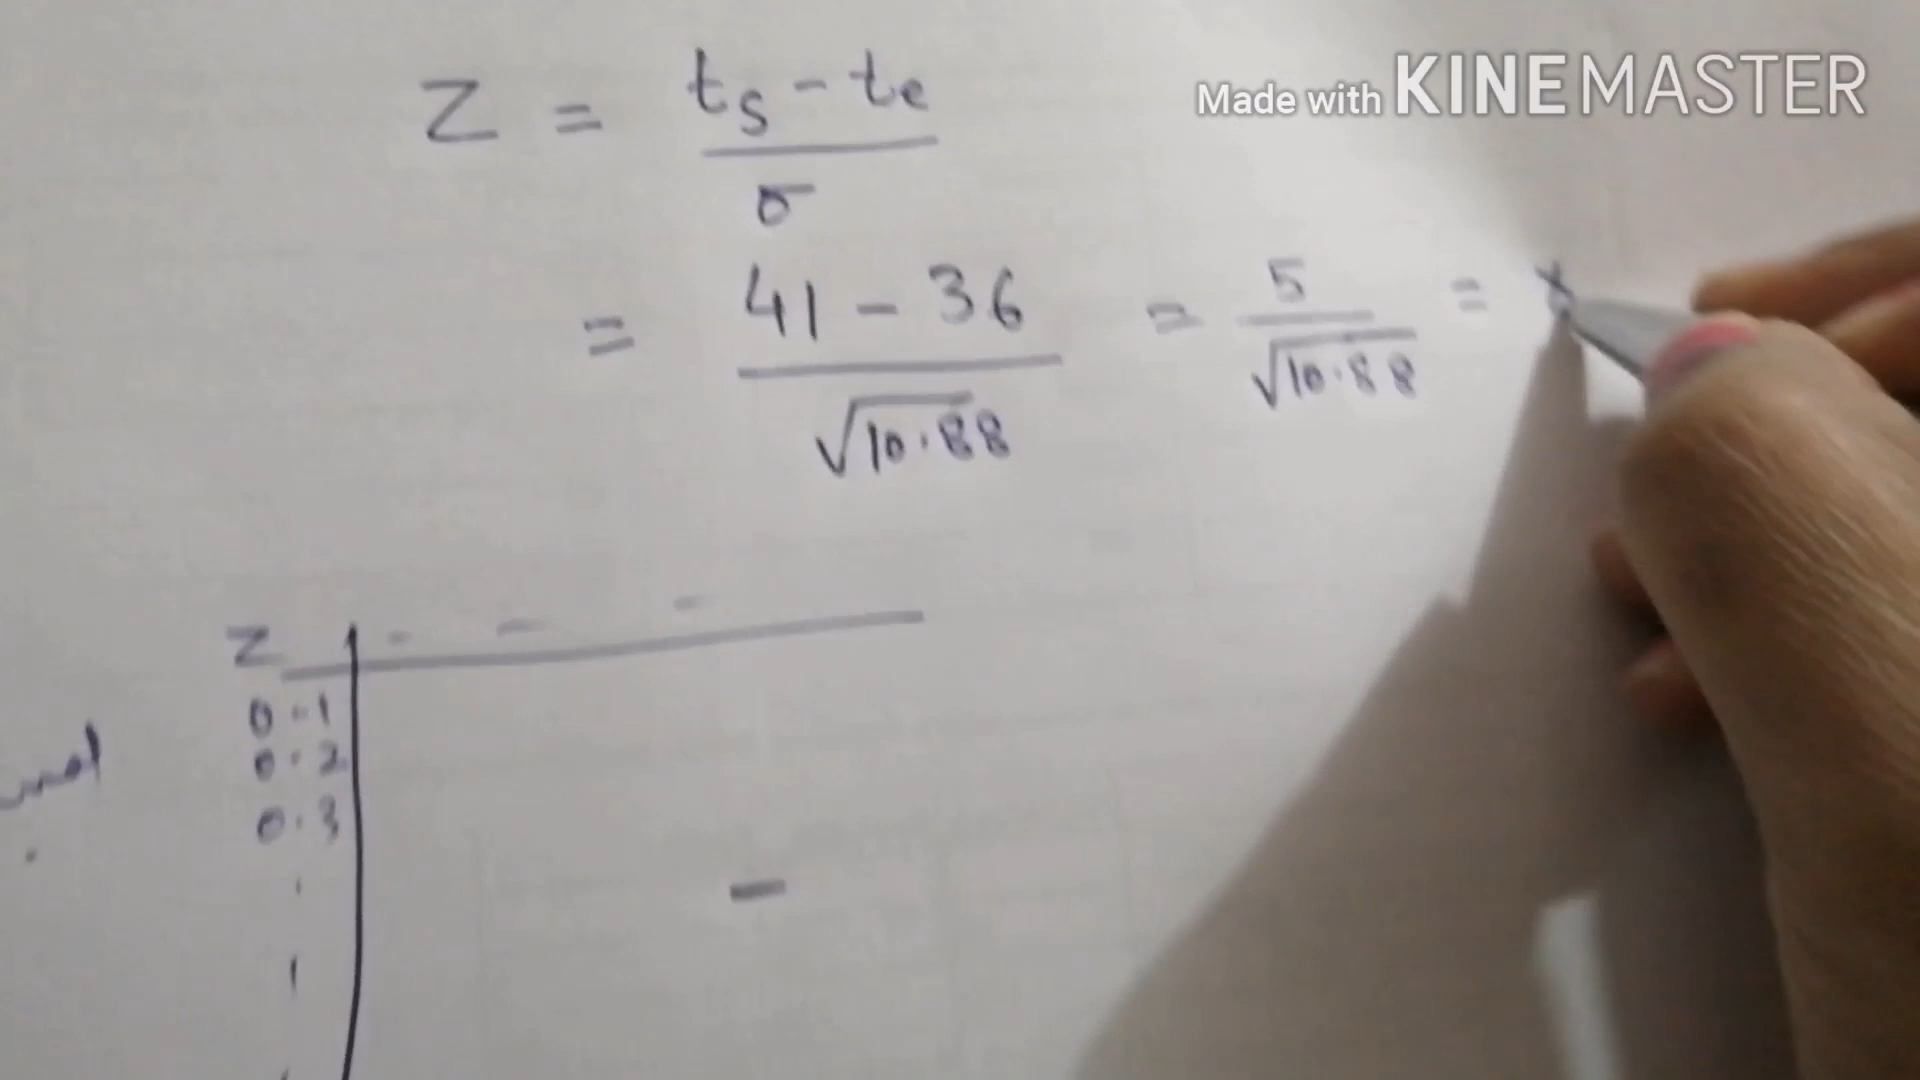 Made with KINEMASTER
Z = ts - te / σ
= 41 - 36 / √10.88 = 5 / √10.88 = x
Z - - -
0.1
0.2
0.3